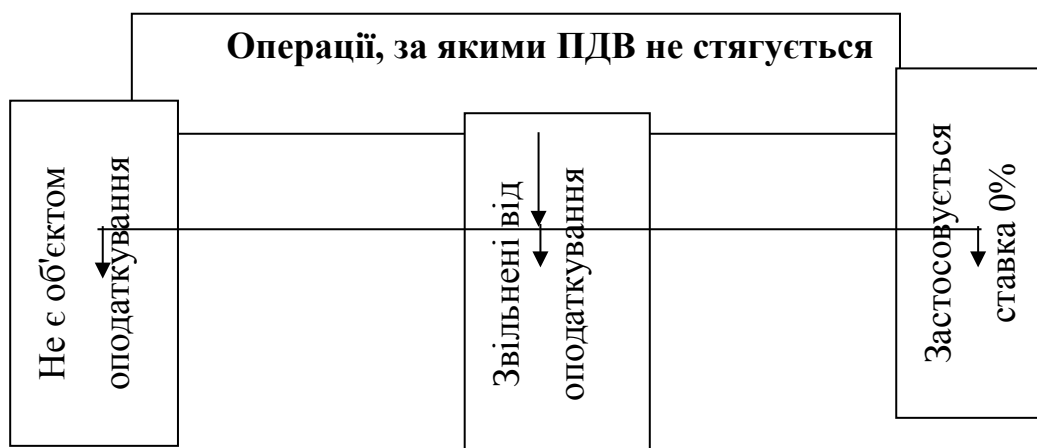 Операції, за якими ПДВ не стягується
Не є об'єктом
оподаткування
Звільнені від
оподаткування
Застосовується
ставка 0%